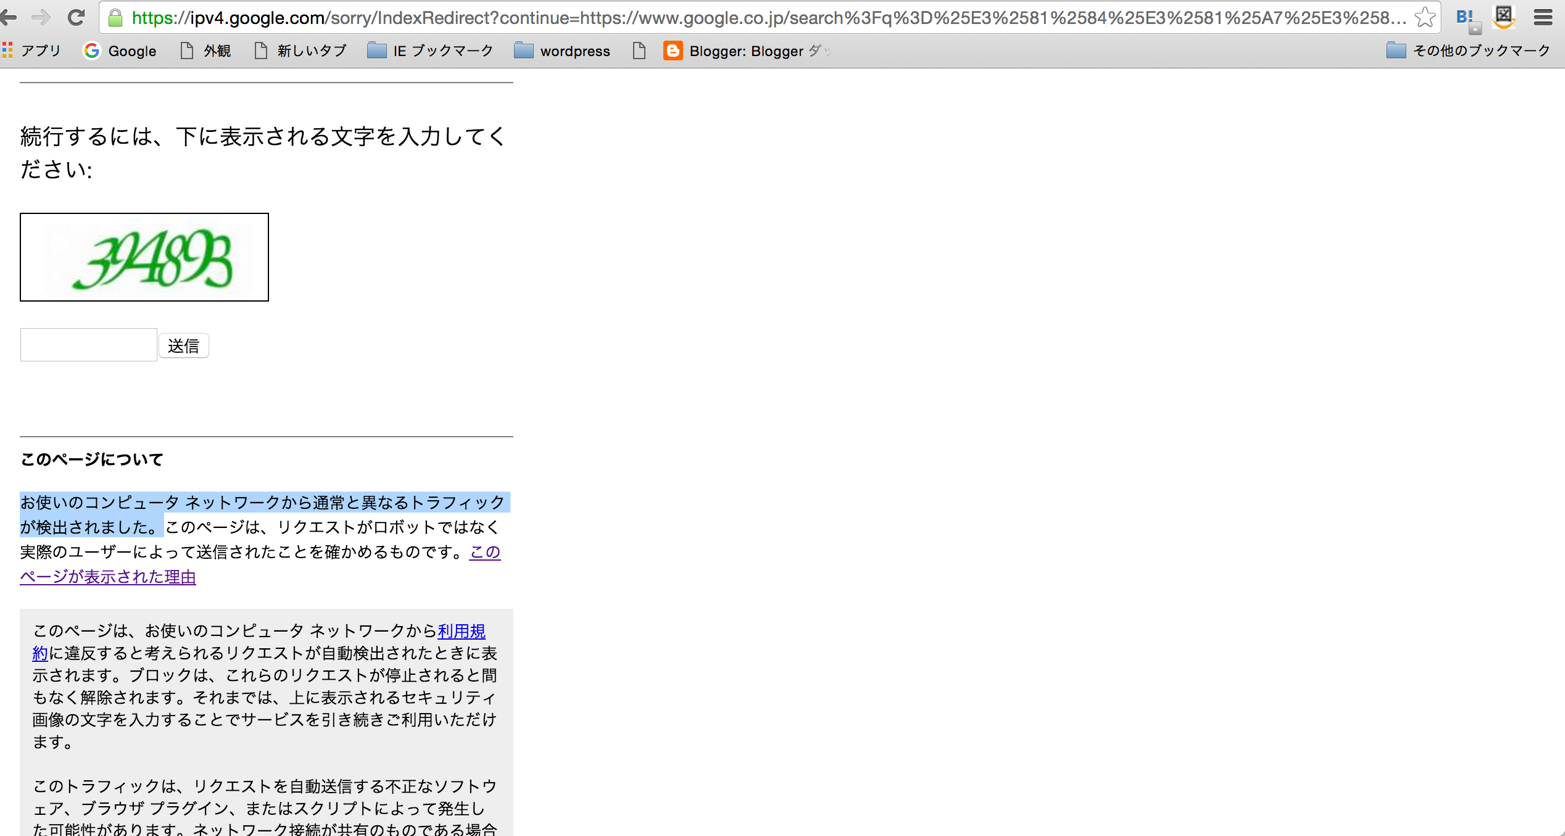 https://ipv4.google.com/sorry/IndexRedirect?continue=https://www.google.co.jp/search%3Fq%3D%25E3%2581%2584%25E3%2581%25A7%25E3%258...
B!
アプリ Google 外観 新しいタブ IE ブックマーク wordpress Blogger: Blogger ダッ その他のブックマーク
続行するには、下に表示される文字を入力してく
ださい:
送信
このページについて
お使いのコンピュータ ネットワークから通常と異なるトラフィック
が検出されました。このページは、リクエストがロボットではなく
実際のユーザーによって送信されたことを確かめるものです。この
ページが表示された理由
このページは、お使いのコンピュータ ネットワークから利用規
約に違反すると考えられるリクエストが自動検出されたときに表
示されます。ブロックは、これらのリクエストが停止されると間
もなく解除されます。それまでは、上に表示されるセキュリティ
画像の文字を入力することでサービスを引き続きご利用いただけ
ます。
このトラフィックは、リクエストを自動送信する不正なソフトウ
ェア、ブラウザ プラグイン、またはスクリプトによって発生し
た可能性があります。ネットワーク接続が共有のものである場合